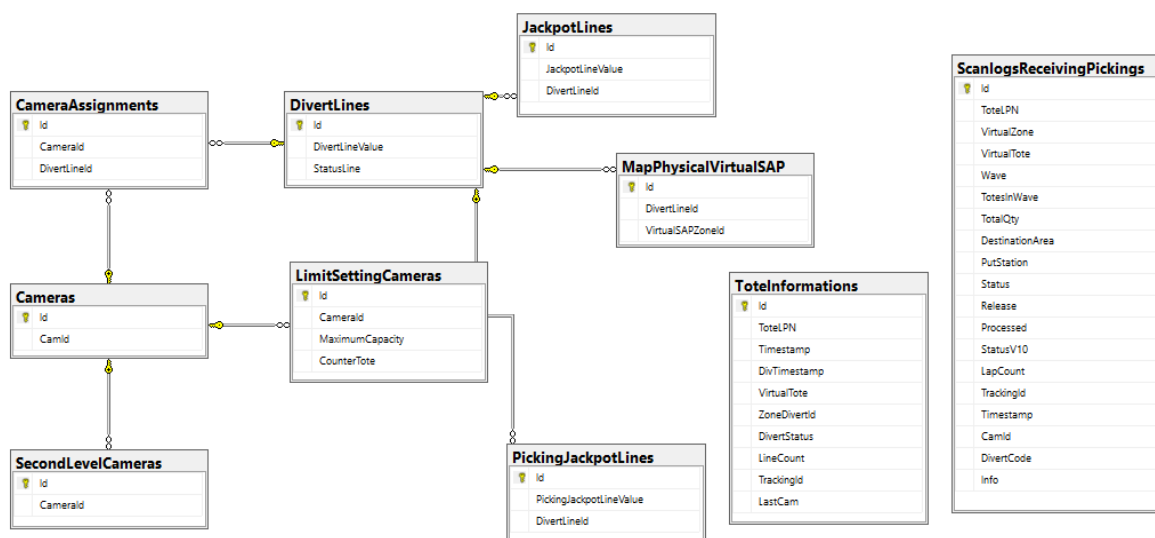 JackpotLines
Id
JackpotLineValue
DivertLineId
CameraAssignments
Id
CameraId
DivertLineId
DivertLines
Id
DivertLineValue
StatusLine
MapPhysicalVirtualSAP
Id
DivertLineId
VirtualSAPZoneId
ScanlogsReceivingPickings
Id
ToteLPN
VirtualZone
VirtualTote
Wave
TotesInWave
TotalQty
DestinationArea
PutStation
Status
Release
Processed
StatusV10
LapCount
TrackingId
Timestamp
CamId
DivertCode
Info
Cameras
Id
CamId
LimitSettingCameras
Id
CameraId
MaximumCapacity
CounterTote
ToteInformations
Id
ToteLPN
Timestamp
DivTimestamp
VirtualTote
ZoneDivertId
DivertStatus
LineCount
TrackingId
LastCam
SecondLevelCameras
Id
CameraId
PickingJackpotLines
Id
PickingJackpotLineValue
DivertLineId